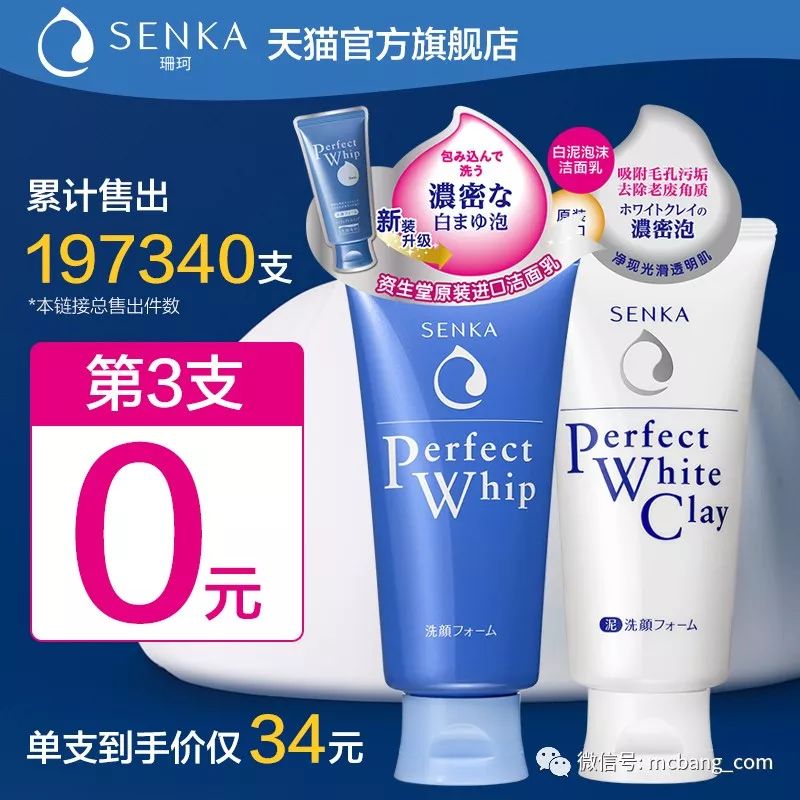 SENKA
珊珂
天猫官方旗舰店
累计售出
197340支
*本链接总售出件数
第3支
0元
单支到手价仅34元
Perfect
Whip
包み込んで
洗う
濃密な
白まゆ泡
新装升级
资生堂原装进口洁面乳
白泥泡沫
洁面乳
原装
口
吸附毛孔污垢
去除老废角质
ホワイトクレイの
濃密泡
净现光滑透明肌
SENKA
Perfect
Whip
洗顔フォーム
SENKA
Perfect
White
Clay
泥 洗顔フォーム
微信号: mcbang_com